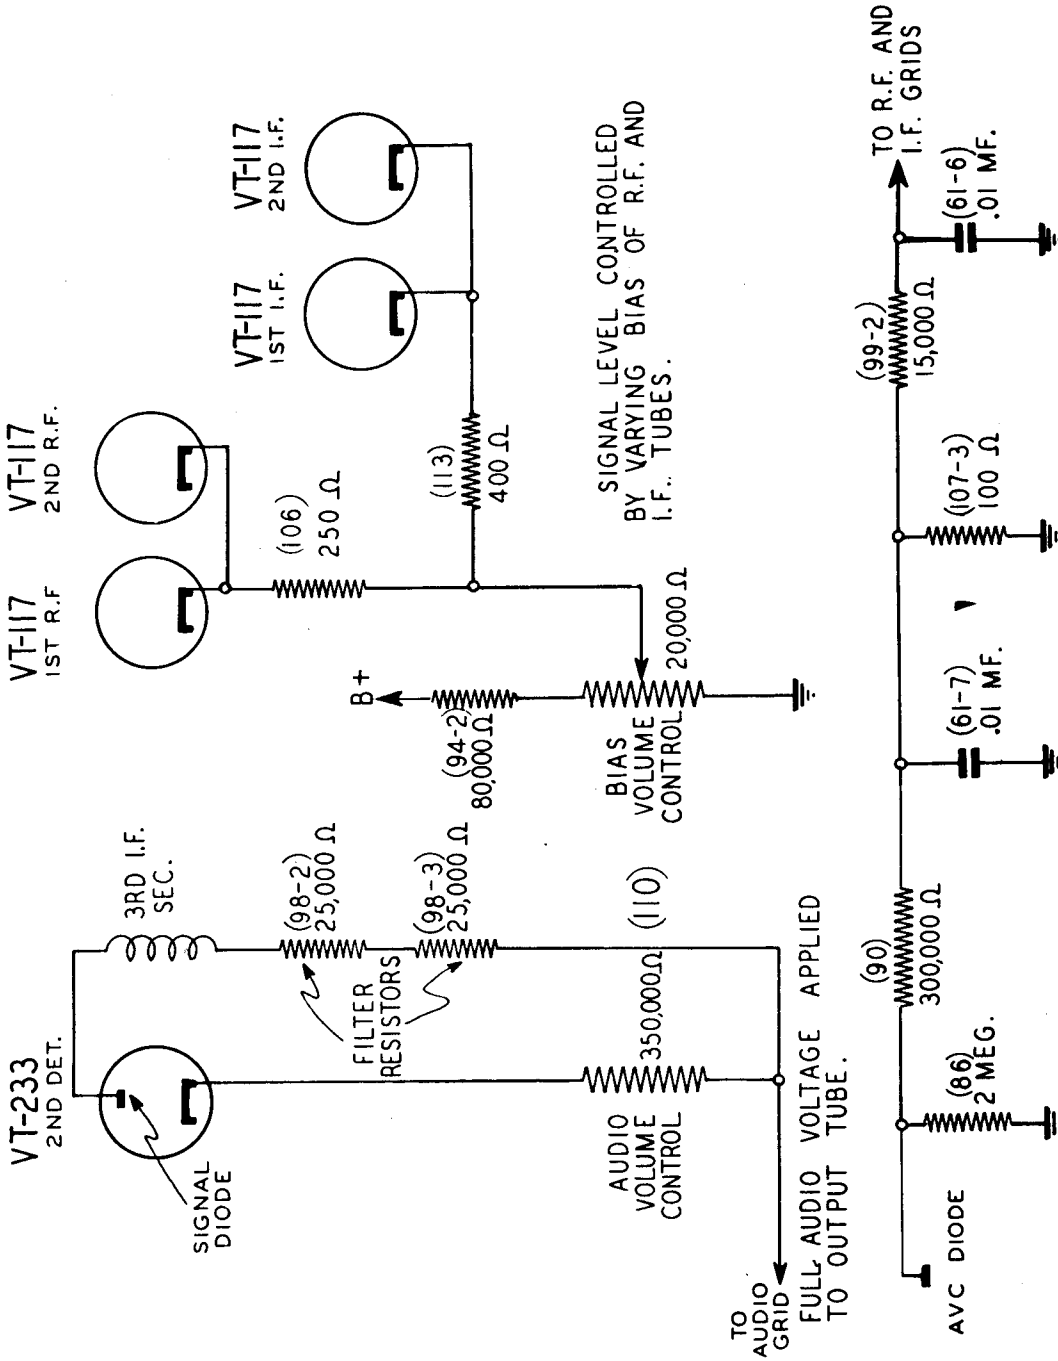 VT-233
2ND DET.
SIGNAL
DIODE
3RD I.F.
SEC.
(98-2)
25,000 Ω
FILTER
RESISTORS
(98-3)
25,000 Ω
AUDIO
VOLUME
CONTROL
350,000Ω
(110)
TO
AUDIO
GRID
FULL AUDIO VOLTAGE APPLIED
TO OUTPUT TUBE.
VT-117
1ST R.F
VT-117
2ND R.F.
(106)
250 Ω
B+
(94-2)
80,000Ω
BIAS
VOLUME
CONTROL
20,000Ω
(113)
400 Ω
VT-117
1ST I.F.
VT-117
2ND I.F.
SIGNAL LEVEL CONTROLLED
BY VARYING BIAS OF R.F. AND
I.F. TUBES.
AVC DIODE
(86)
2 MEG.
(90)
300,000 Ω
(61-7)
.01 MF.
(107-3)
100 Ω
(99-2)
15,000 Ω
(61-6)
.01 MF.
TO R.F. AND
I.F. GRIDS